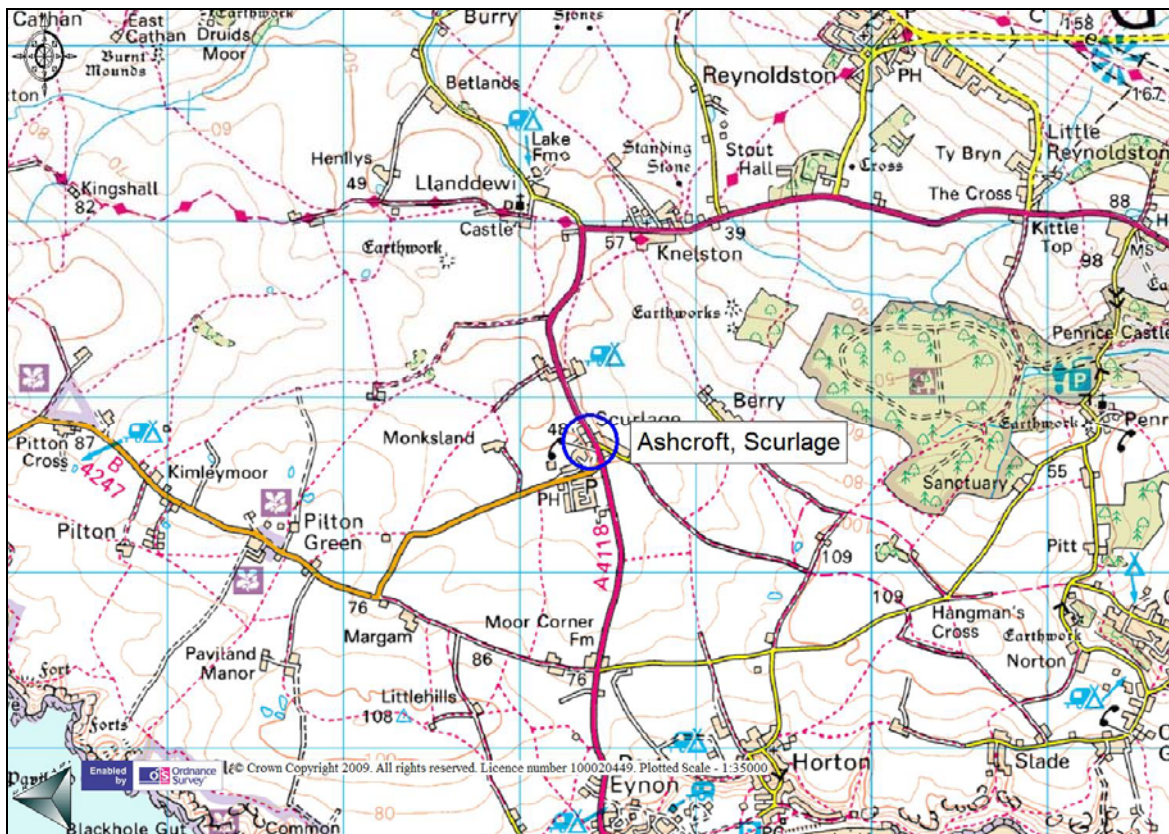 Cathan
East
Cathan
Earthwork
Druids
Moor
Burnt
Mounds
Burry
Stones
Betlands
Reynoldston
PH
158
167
Little
Reynoldston
Ty Bryn
The Cross
Cross
Stout
Hall
Standing
Stone
Lake
Fm
Henllys
49
Llanddewi
Castle
Kingshall
82
Earthwork
57
Knelston
39
Kittle
Top
88
MS
98
Earthworks
Penrice Castle
P
Earthwork
Berry
Scurlage
48
Ashcroft, Scurlage
Monksland
PH
P
Pitton
Cross
87
B
4247
Kimleymoor
Pilton
Pilton
Green
A4118
Sanctuary
55
Pitt
109
109
Hangman's
Cross
Earthwork
Norton
76
Margam
Moor Corner
Fm
76
86
Paviland
Manor
Littlehills
108
Fort
Forts
Horton
Slade
Eynon
80
Blackhole Gut
Common
Enabled
by
OS Ordnance
Survey
© Crown Copyright 2009. All rights reserved. Licence number 100020449. Plotted Scale - 1:35000